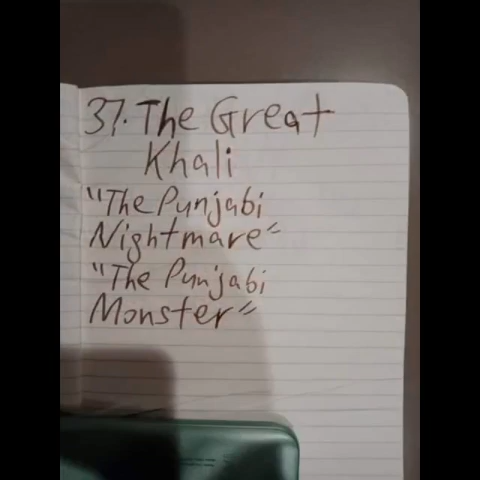 37. The Great
Khali
"The Punjabi
Nightmare"
"The Punjabi
Monster"